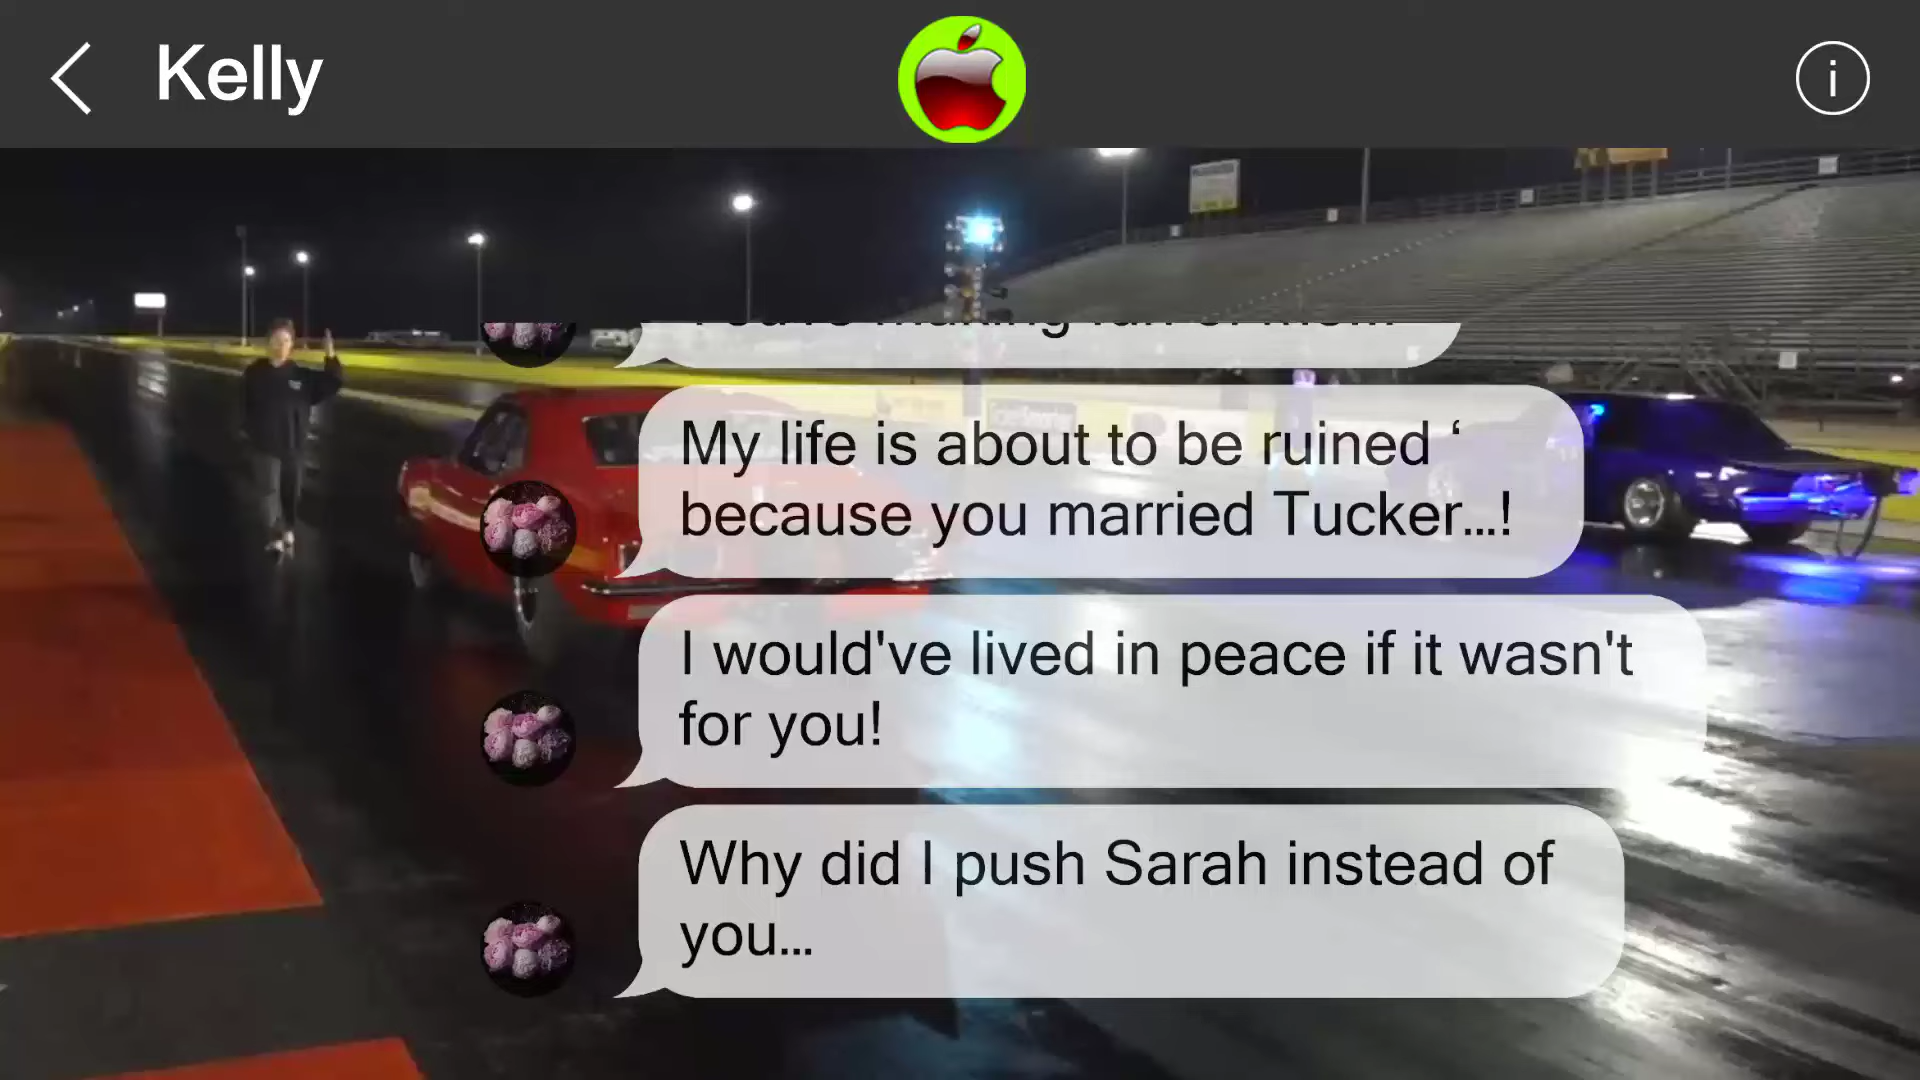 Kelly
i
My life is about to be ruined ‘
because you married Tucker...!
I would've lived in peace if it wasn't
for you!
Why did I push Sarah instead of
you...